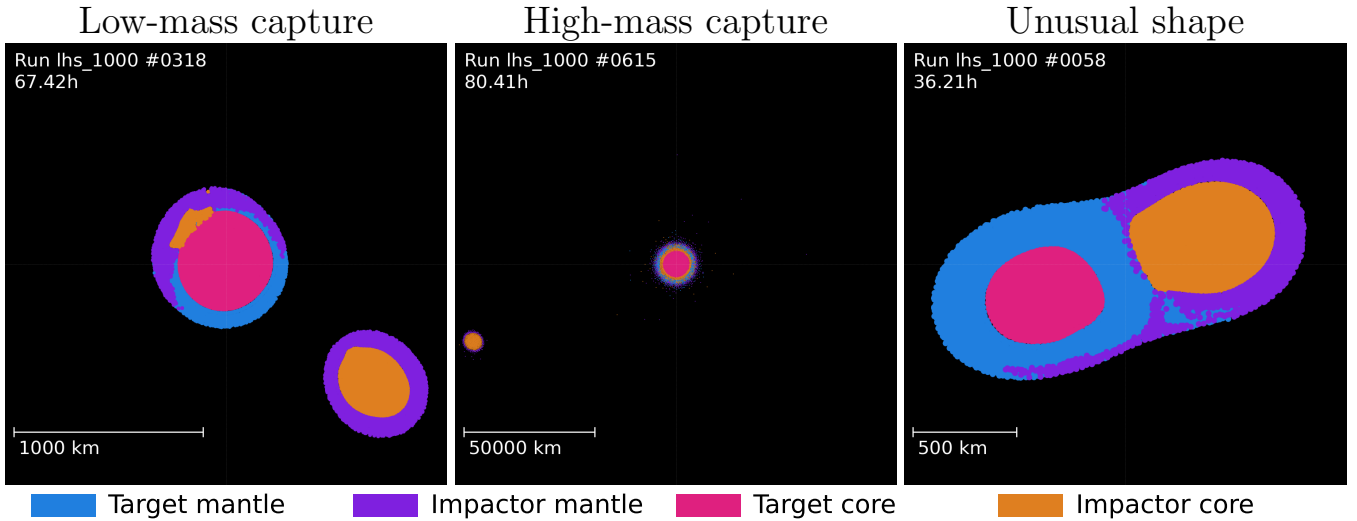 Low-mass capture
High-mass capture
Unusual shape
Run lhs_1000 #0318
67.42h
Run lhs_1000 #0615
80.41h
Run lhs_1000 #0058
36.21h
1000 km
50000 km
500 km
Target mantle
Impactor mantle
Target core
Impactor core